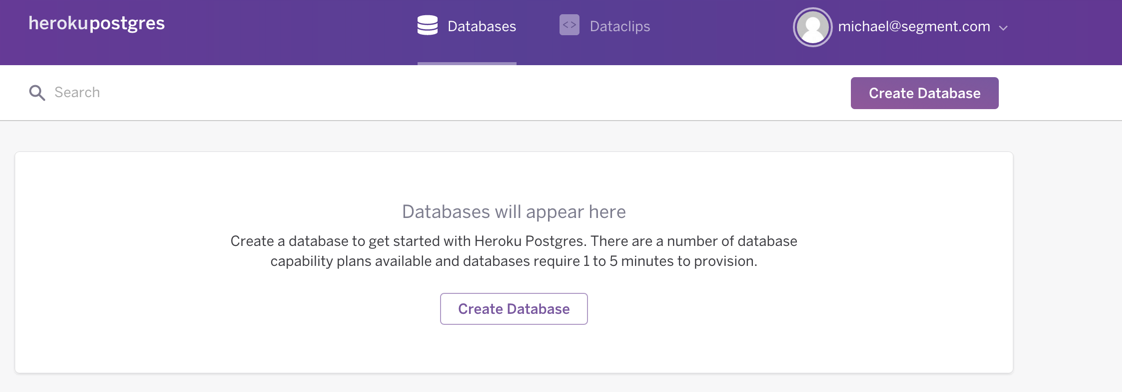 herokupostgres
Databases
Dataclips
michael@segment.com
Search
Create Database
Databases will appear here
Create a database to get started with Heroku Postgres. There are a number of database
capability plans available and databases require 1 to 5 minutes to provision.
Create Database